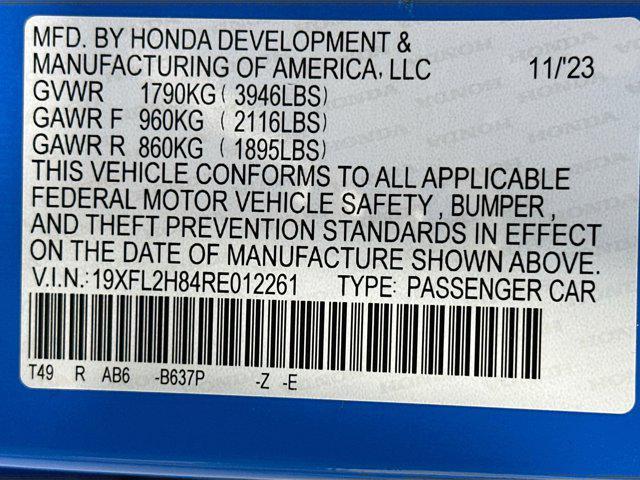 MFD. BY HONDA DEVELOPMENT &
MANUFACTURING OF AMERICA, LLC 11/'23
GVWR 1790KG ( 3946LBS)
GAWR F 960KG ( 2116LBS)
GAWR R 860KG ( 1895LBS)
THIS VEHICLE CONFORMS TO ALL APPLICABLE
FEDERAL MOTOR VEHICLE SAFETY , BUMPER ,
AND THEFT PREVENTION STANDARDS IN EFFECT
ON THE DATE OF MANUFACTURE SHOWN ABOVE.
V.I.N.: 19XFL2H84RE012261 TYPE: PASSENGER CAR
T49 R AB6 -B637P -Z -E